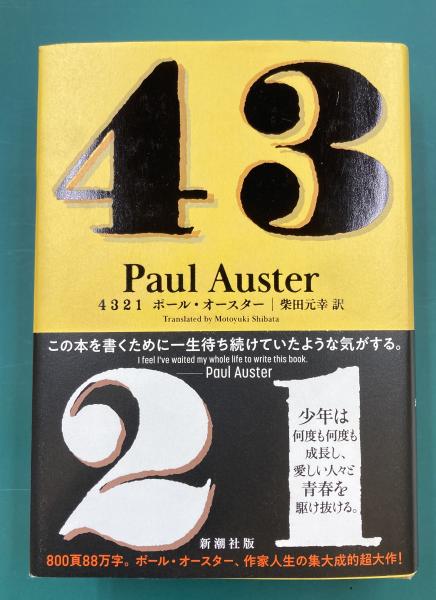 43
Paul Auster
4321 ポール・オースター｜柴田元幸 訳
Translated by Motoyuki Shibata
この本を書くために一生待ち続けていたような気がする。
I feel I've waited my whole life to write this book.
—— Paul Auster
21
少年は
何度も何度も
成長し、
愛しい人々と
青春を
駆け抜ける。
新潮社版
800頁88万字。ポール・オースター、作家人生の集大成的超大作!